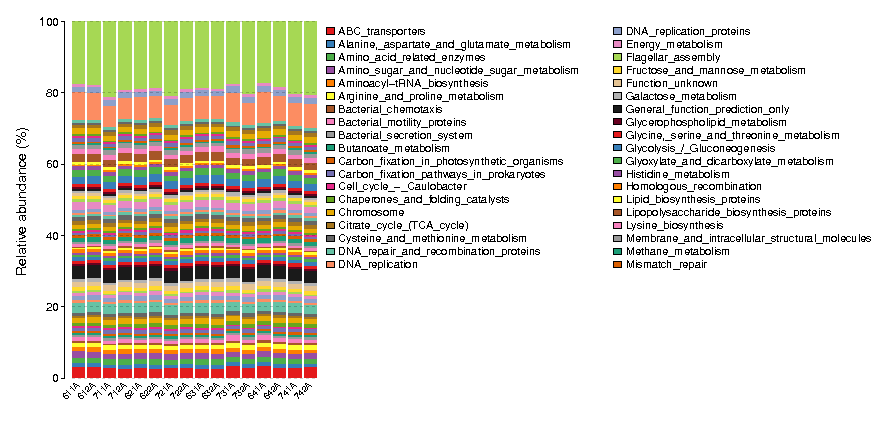 100
80
60
40
20
0
Relative abundance (%)
611A
612A
711A
712A
621A
622A
721A
722A
631A
632A
731A
732A
641A
642A
741A
742A
ABC_transporters
Alanine,_aspartate_and_glutamate_metabolism
Amino_acid_related_enzymes
Amino_sugar_and_nucleotide_sugar_metabolism
Aminoacyl-tRNA_biosynthesis
Arginine_and_proline_metabolism
Bacterial_chemotaxis
Bacterial_motility_proteins
Bacterial_secretion_system
Butanoate_metabolism
Carbon_fixation_in_photosynthetic_organisms
Carbon_fixation_pathways_in_prokaryotes
Cell_cycle_-_Caulobacter
Chaperones_and_folding_catalysts
Chromosome
Citrate_cycle_(TCA_cycle)
Cysteine_and_methionine_metabolism
DNA_repair_and_recombination_proteins
DNA_replication
DNA_replication_proteins
Energy_metabolism
Flagellar_assembly
Fructose_and_mannose_metabolism
Function_unknown
Galactose_metabolism
General_function_prediction_only
Glycerophospholipid_metabolism
Glycine,_serine_and_threonine_metabolism
Glycolysis_/_Gluconeogenesis
Glyoxylate_and_dicarboxylate_metabolism
Histidine_metabolism
Homologous_recombination
Lipid_biosynthesis_proteins
Lipopolysaccharide_biosynthesis_proteins
Lysine_biosynthesis
Membrane_and_intracellular_structural_molecules
Methane_metabolism
Mismatch_repair